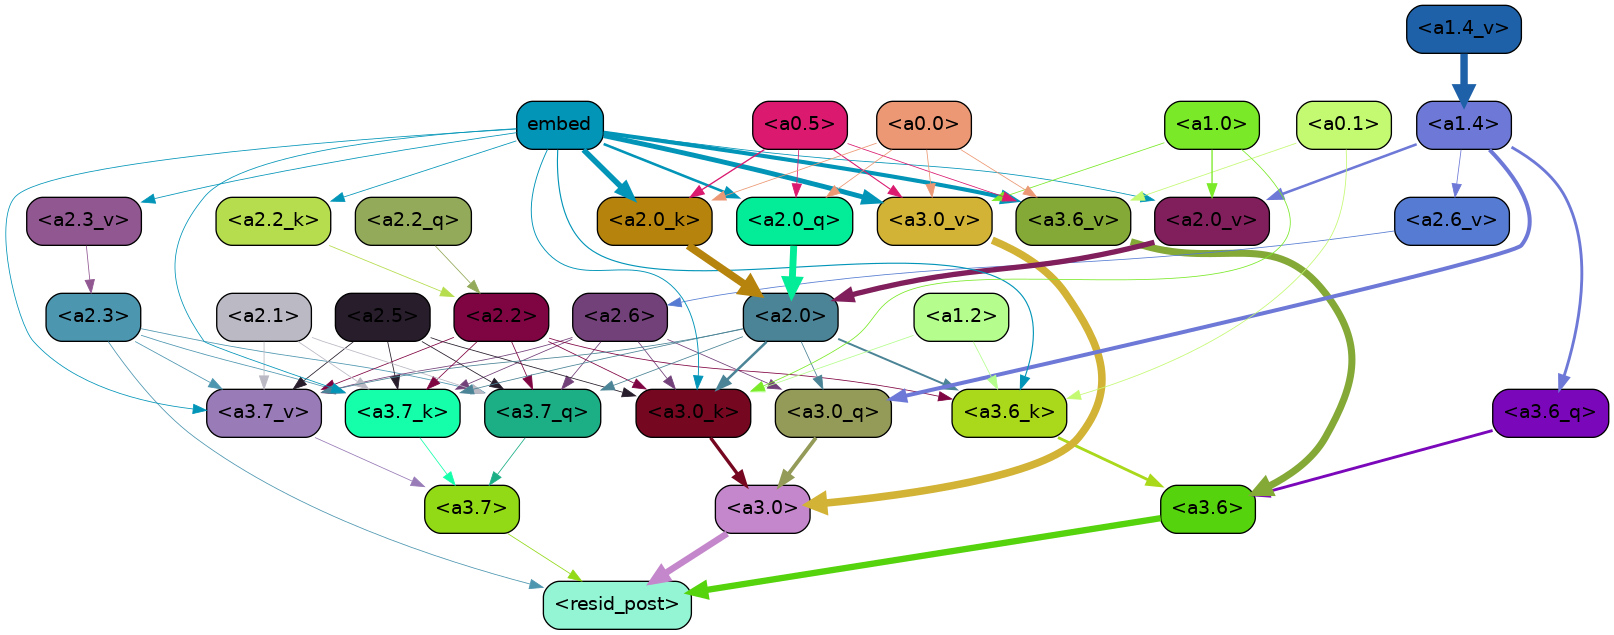 <a1.4_v>
embed
<a0.5>
<a0.0>
<a1.0>
<a0.1>
<a1.4>
<a2.3_v>
<a2.2_k>
<a2.2_q>
<a2.0_k>
<a2.0_q>
<a3.0_v>
<a3.6_v>
<a2.0_v>
<a2.6_v>
<a2.3>
<a2.1>
<a2.5>
<a2.2>
<a2.6>
<a2.0>
<a1.2>
<a3.7_v>
<a3.7_k>
<a3.7_q>
<a3.0_k>
<a3.0_q>
<a3.6_k>
<a3.6_q>
<a3.7>
<a3.0>
<a3.6>
<resid_post>